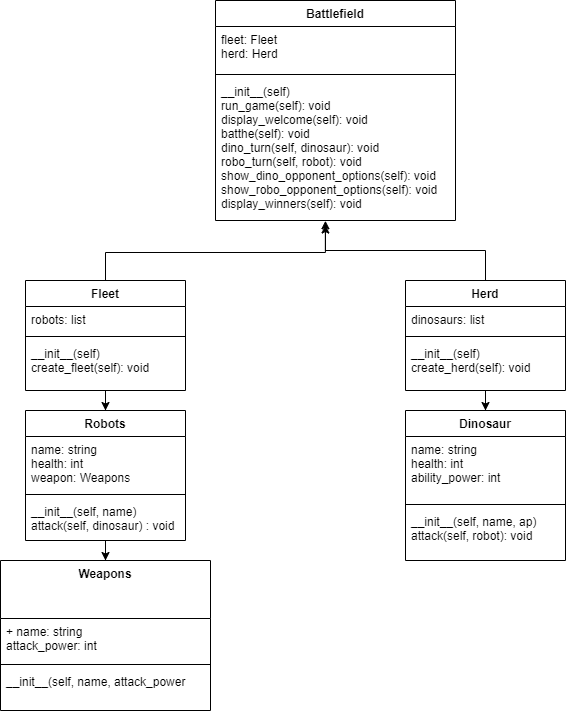 Battlefield
fleet: Fleet
herd: Herd
__init__(self)
run_game(self): void
display_welcome(self): void
batthe(self): void
dino_turn(self, dinosaur): void
robo_turn(self, robot): void
show_dino_opponent_options(self): void
show_robo_opponent_options(self): void
display_winners(self): void
Fleet
robots: list
__init__(self)
create_fleet(self): void
Herd
dinosaurs: list
__init__(self)
create_herd(self): void
Robots
name: string
health: int
weapon: Weapons
__init__(self, name)
attack(self, dinosaur) : void
Dinosaur
name: string
health: int
ability_power: int
__init__(self, name, ap)
attack(self, robot): void
Weapons
+ name: string
attack_power: int
__init__(self, name, attack_power